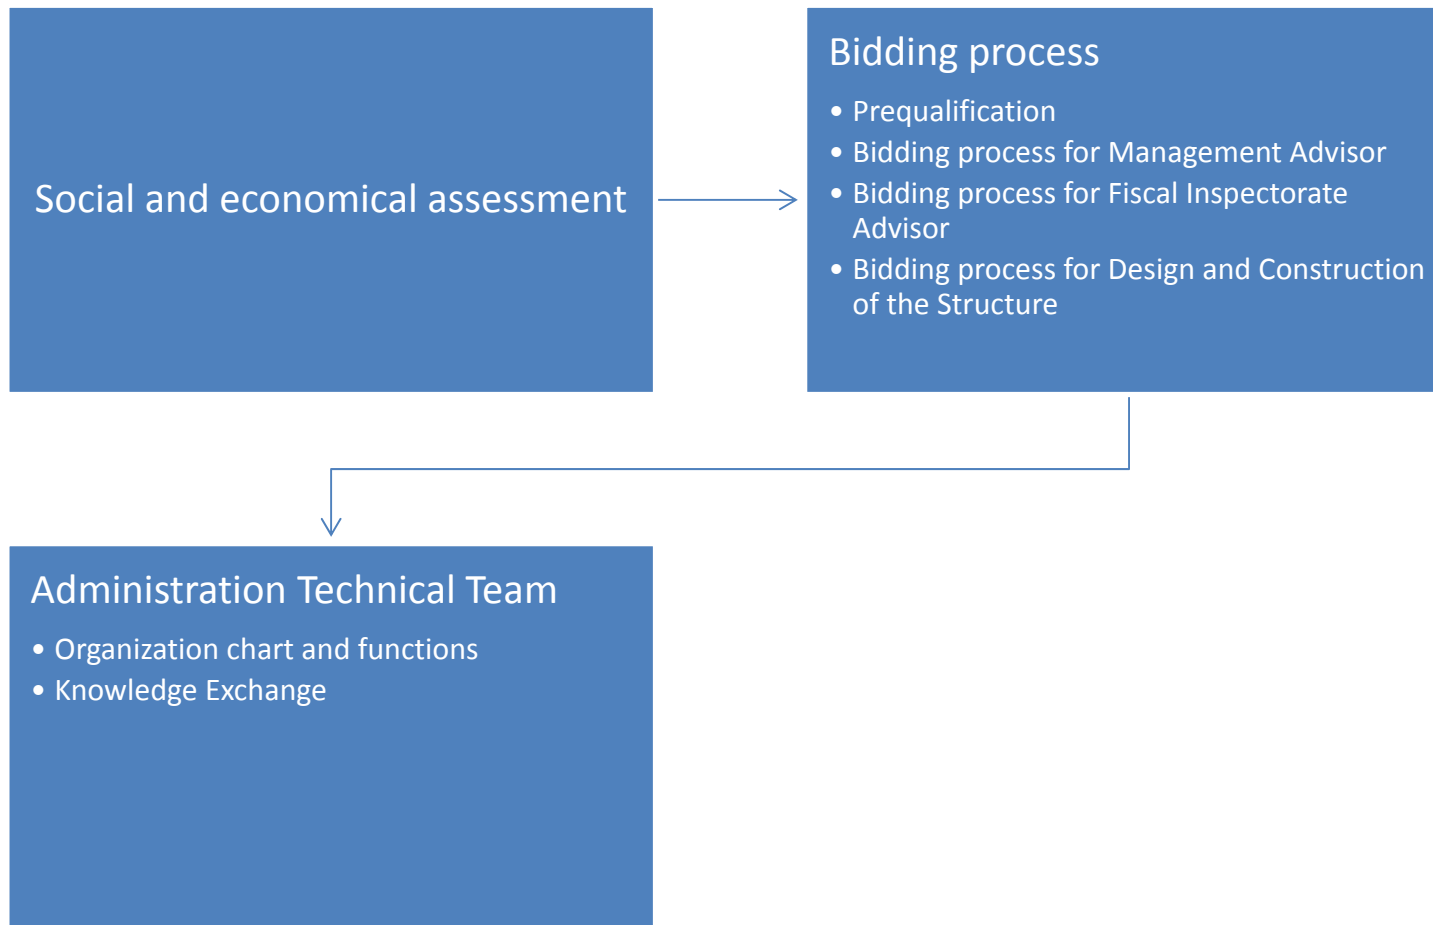 Social and economical assessment
Bidding process
• Prequalification
• Bidding process for Management Advisor
• Bidding process for Fiscal Inspectorate
Advisor
• Bidding process for Design and Construction
of the Structure
Administration Technical Team
• Organization chart and functions
• Knowledge Exchange